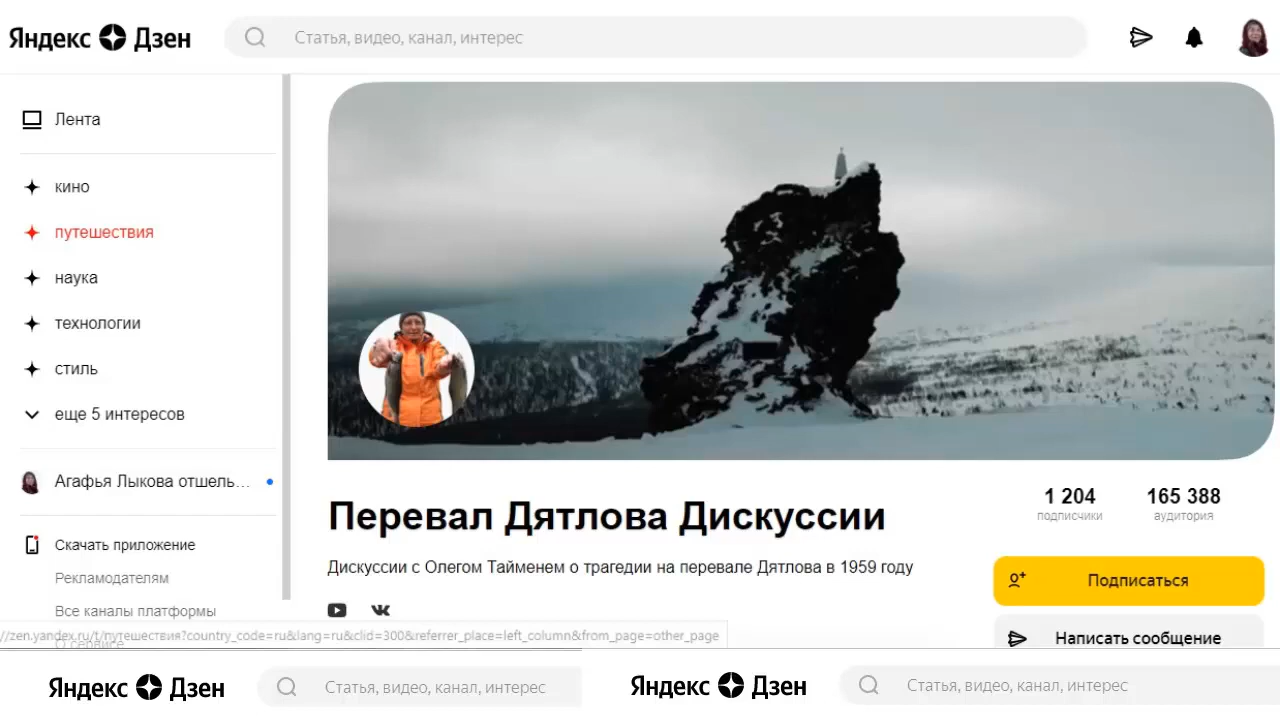 Яндекс Дзен
Статья, видео, канал, интерес
Лента
кино
путешествия
наука
технологии
стиль
еще 5 интересов
Агафья Лыкова отшель...
Скачать приложение
Рекламодателям
Все каналы платформы
О сервисе
//zen.yandex.ru/t/путешествия?country_code=ru&lang=ru&clid=300&referrer_place=left_column&from_page=other_page
Перевал Дятлова Дискуссии
Дискуссии с Олегом Тайменем о трагедии на перевале Дятлова в 1959 году
1 204
подписчики
165 388
аудитория
Подписаться
Написать сообщение
Яндекс Дзен
Статья, видео, канал, интерес
Яндекс Дзен
Статья, видео, канал, интерес